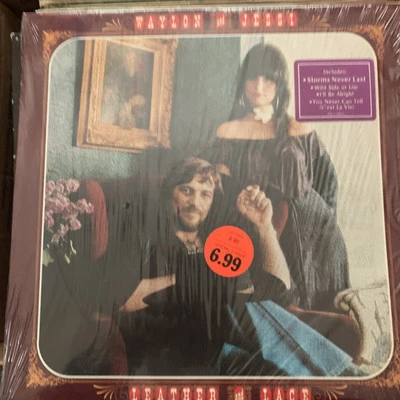 WAYLON and JESSI
Includes:
•Storms Never Last
•Wild Side of Life
•I'll Be Alright
•You Never Can Tell
(C'est La Vie)
6.99
LEATHER and LACE